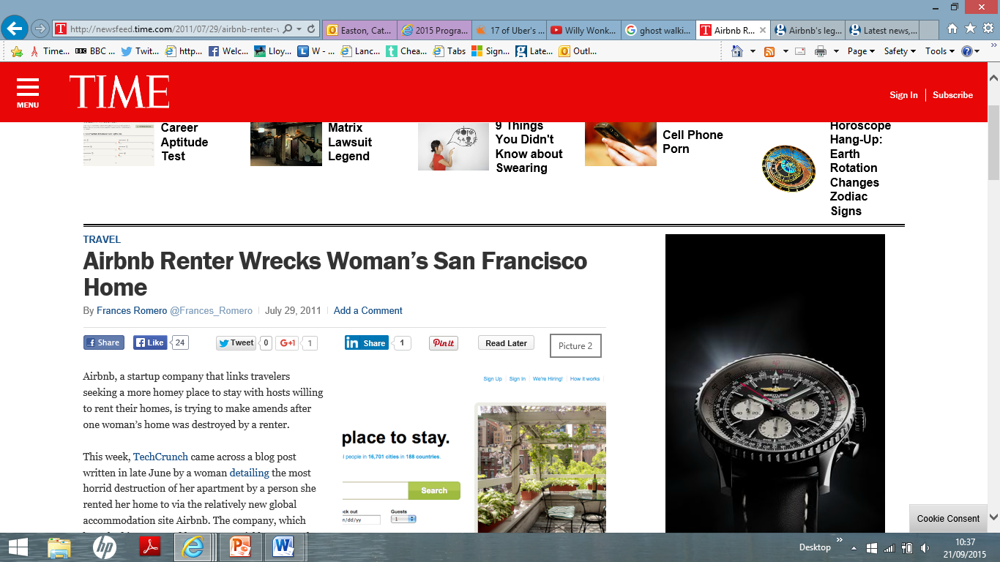 http://newsfeed.time.com/2011/07/29/airbnb-renter-
Easton, Cat...
2015 Progra...
17 of Uber's ...
Willy Wonk...
ghost walki...
Airbnb R...
Airbnb's leg...
Latest news,...
Time...
BBC ...
Twit...
http...
Welc...
Lloy...
W - ...
Lanc...
Chea...
Tabs
Sign...
Late...
Outl...
Page
Safety
Tools
MENU
TIME
Sign In
Subscribe
Career
Aptitude
Test
Matrix
Lawsuit
Legend
9 Things
You Didn't
Know about
Swearing
Cell Phone
Porn
Horoscope
Hang-Up:
Earth
Rotation
Changes
Zodiac
Signs
TRAVEL
Airbnb Renter Wrecks Woman’s San Francisco
Home
By Frances Romero @Frances_Romero | July 29, 2011 | Add a Comment
Share
Like 24
Tweet 0
G+1 1
in Share 1
Pin it
Read Later
Picture 2
Airbnb, a startup company that links travelers
seeking a more homey place to stay with hosts willing
to rent their homes, is trying to make amends after
one woman’s home was destroyed by a renter.
This week, TechCrunch came across a blog post
written in late June by a woman detailing the most
horrid destruction of her apartment by a person she
rented her home to via the relatively new global
accommodation site Airbnb. The company, which
Sign Up | Sign In | We're Hiring! | How it works
place to stay.
people in 16,701 cities in 188 countries.
Search
ck out
Guests
/dd/yy
1
BREITLING
Cookie Consent
hp
Desktop
10:37
21/09/2015